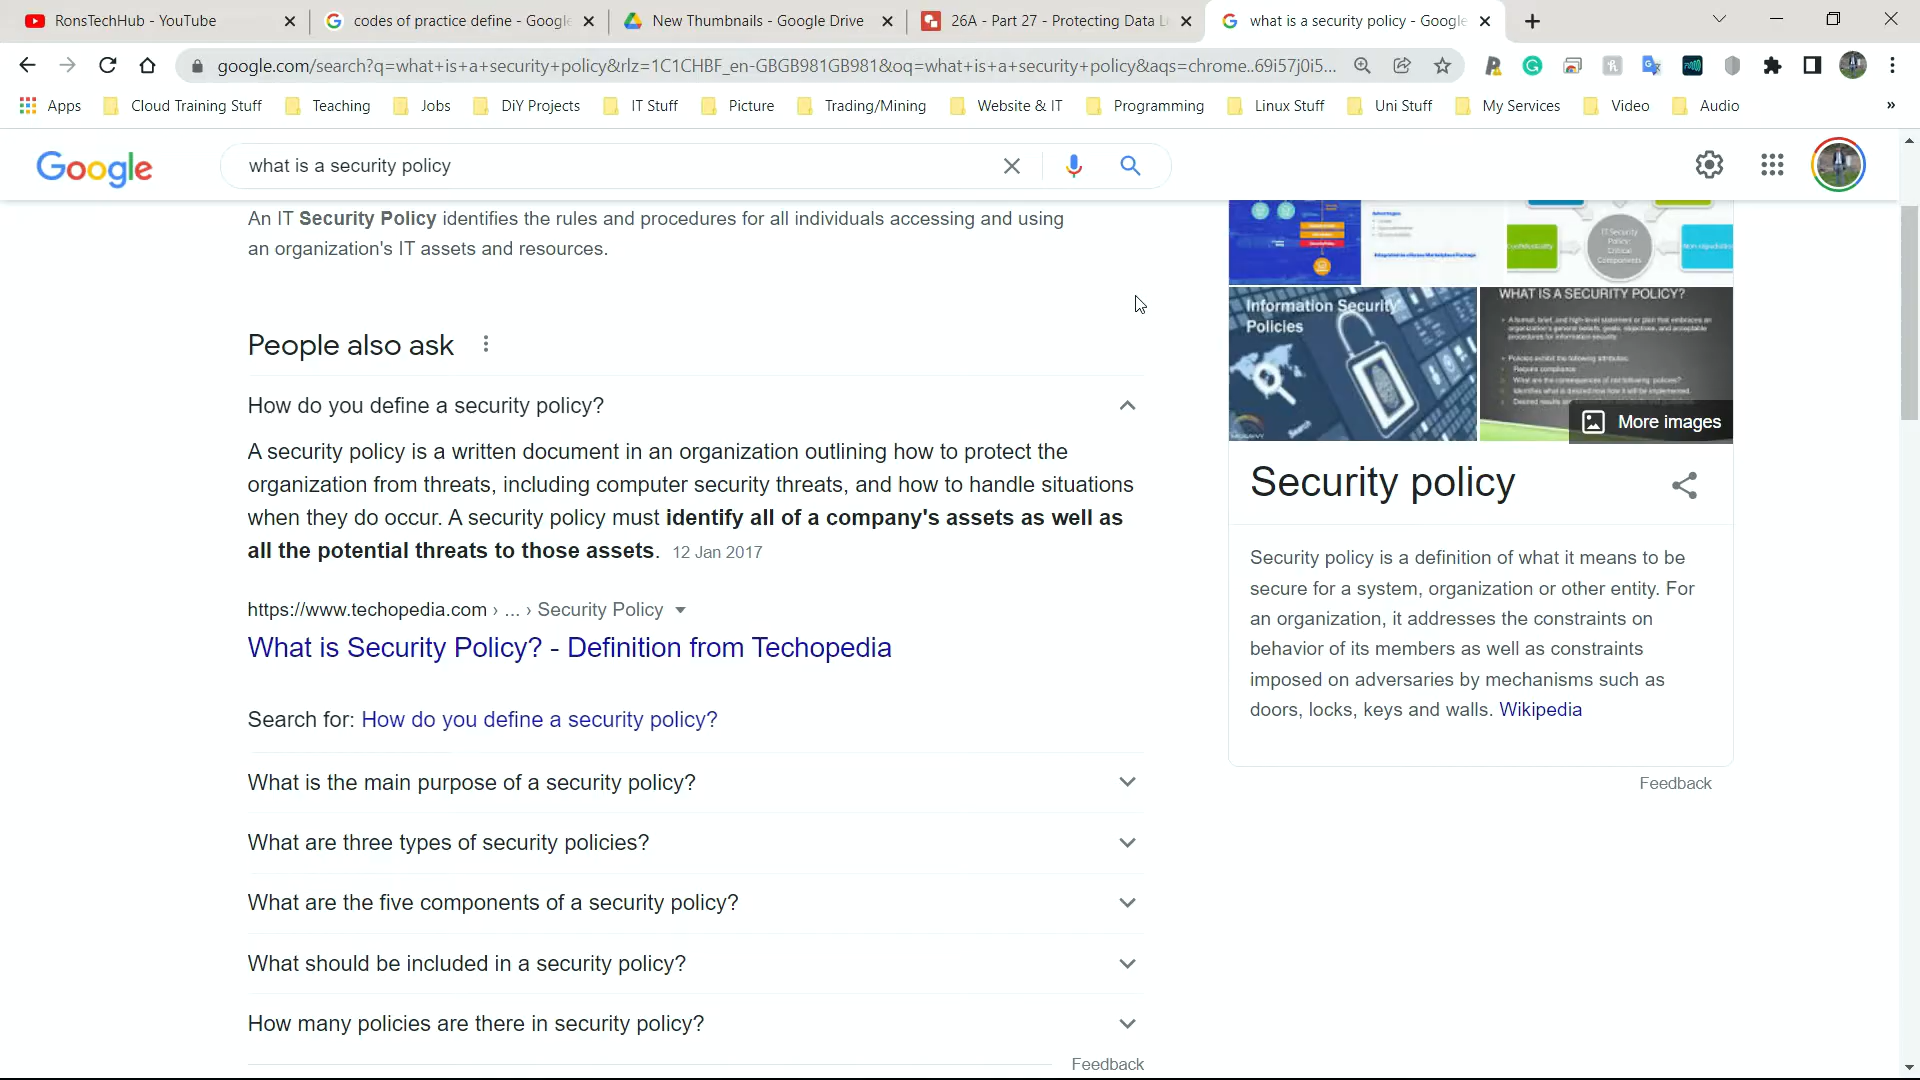 RonsTechHub - YouTube
codes of practice define - Google
New Thumbnails - Google Drive
26A - Part 27 - Protecting Data L
what is a security policy - Google
google.com/search?q=what+is+a+security+policy&rlz=1C1CHBF_en-GBGB981GB981&oq=what+is+a+security+policy&aqs=chrome..69i57j0i5...
Apps
Cloud Training Stuff
Teaching
Jobs
DiY Projects
IT Stuff
Picture
Trading/Mining
Website & IT
Programming
Linux Stuff
Uni Stuff
My Services
Video
Audio
»
Google
what is a security policy
An IT Security Policy identifies the rules and procedures for all individuals accessing and using
an organization's IT assets and resources.
People also ask
How do you define a security policy?
A security policy is a written document in an organization outlining how to protect the
organization from threats, including computer security threats, and how to handle situations
when they do occur. A security policy must identify all of a company's assets as well as
all the potential threats to those assets. 12 Jan 2017
https://www.techopedia.com › ... › Security Policy
What is Security Policy? - Definition from Techopedia
Search for: How do you define a security policy?
What is the main purpose of a security policy?
What are three types of security policies?
What are the five components of a security policy?
What should be included in a security policy?
How many policies are there in security policy?
Feedback
IT Security
Policy:
Critical
Components
Information Security
Policies
Search
WHAT IS A SECURITY POLICY?
More images
Security policy
Security policy is a definition of what it means to be
secure for a system, organization or other entity. For
an organization, it addresses the constraints on
behavior of its members as well as constraints
imposed on adversaries by mechanisms such as
doors, locks, keys and walls. Wikipedia
Feedback